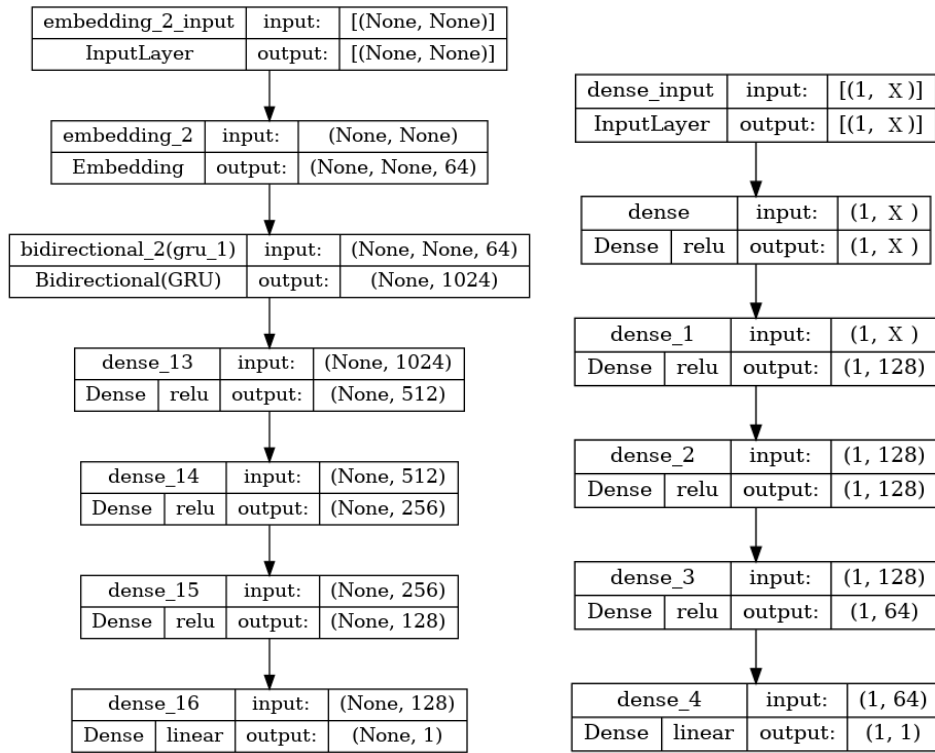 embedding_2_input input: [(None, None)]
InputLayer output: [(None, None)]
embedding_2 input: (None, None)
Embedding output: (None, None, 64)
bidirectional_2(gru_1) input: (None, None, 64)
Bidirectional(GRU) output: (None, 1024)
dense_13 input: (None, 1024)
Dense relu output: (None, 512)
dense_14 input: (None, 512)
Dense relu output: (None, 256)
dense_15 input: (None, 256)
Dense relu output: (None, 128)
dense_16 input: (None, 128)
Dense linear output: (None, 1)
dense_input input: [(1, X )]
InputLayer output: [(1, X )]
dense input: (1, X )
Dense relu output: (1, X )
dense_1 input: (1, X )
Dense relu output: (1, 128)
dense_2 input: (1, 128)
Dense relu output: (1, 128)
dense_3 input: (1, 128)
Dense relu output: (1, 64)
dense_4 input: (1, 64)
Dense linear output: (1, 1)